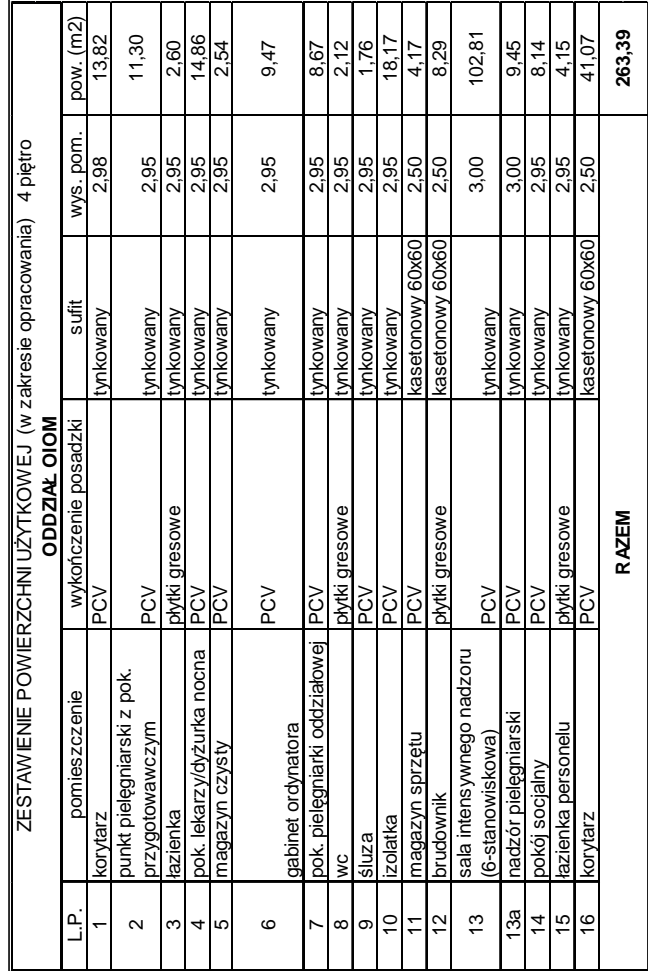 ZESTAWIENIE POWIERZCHNI UŻYTKOWEJ (w zakresie opracowania) 4 piętro
ODDZIAŁ OIOM
L.P. pomieszczenie wykończenie posadzki sufit wys. pom. pow. (m2)
1 korytarz PCV tynkowany 2,98 13,82
2 punkt pielęgniarski z pok. przygotowawczym PCV tynkowany 2,95 11,30
3 łazienka płytki gresowe tynkowany 2,95 2,60
4 pok. lekarzy/dyżurka nocna PCV tynkowany 2,95 14,86
5 magazyn czysty PCV tynkowany 2,95 2,54
6 gabinet ordynatora PCV tynkowany 2,95 9,47
7 pok. pielęgniarki oddziałowej PCV tynkowany 2,95 8,67
8 wc płytki gresowe tynkowany 2,95 2,12
9 śluza PCV tynkowany 2,95 1,76
10 izolatka PCV tynkowany 2,95 18,17
11 magazyn sprzętu PCV kasetonowy 60x60 2,50 4,17
12 brudownik płytki gresowe kasetonowy 60x60 2,50 8,29
13 sala intensywnego nadzoru (6-stanowiskowa) PCV tynkowany 3,00 102,81
13a nadzór pielęgniarski PCV tynkowany 3,00 9,45
14 pokój socjalny PCV tynkowany 2,95 8,14
15 łazienka personelu płytki gresowe tynkowany 2,95 4,15
16 korytarz PCV kasetonowy 60x60 2,50 41,07
RAZEM 263,39